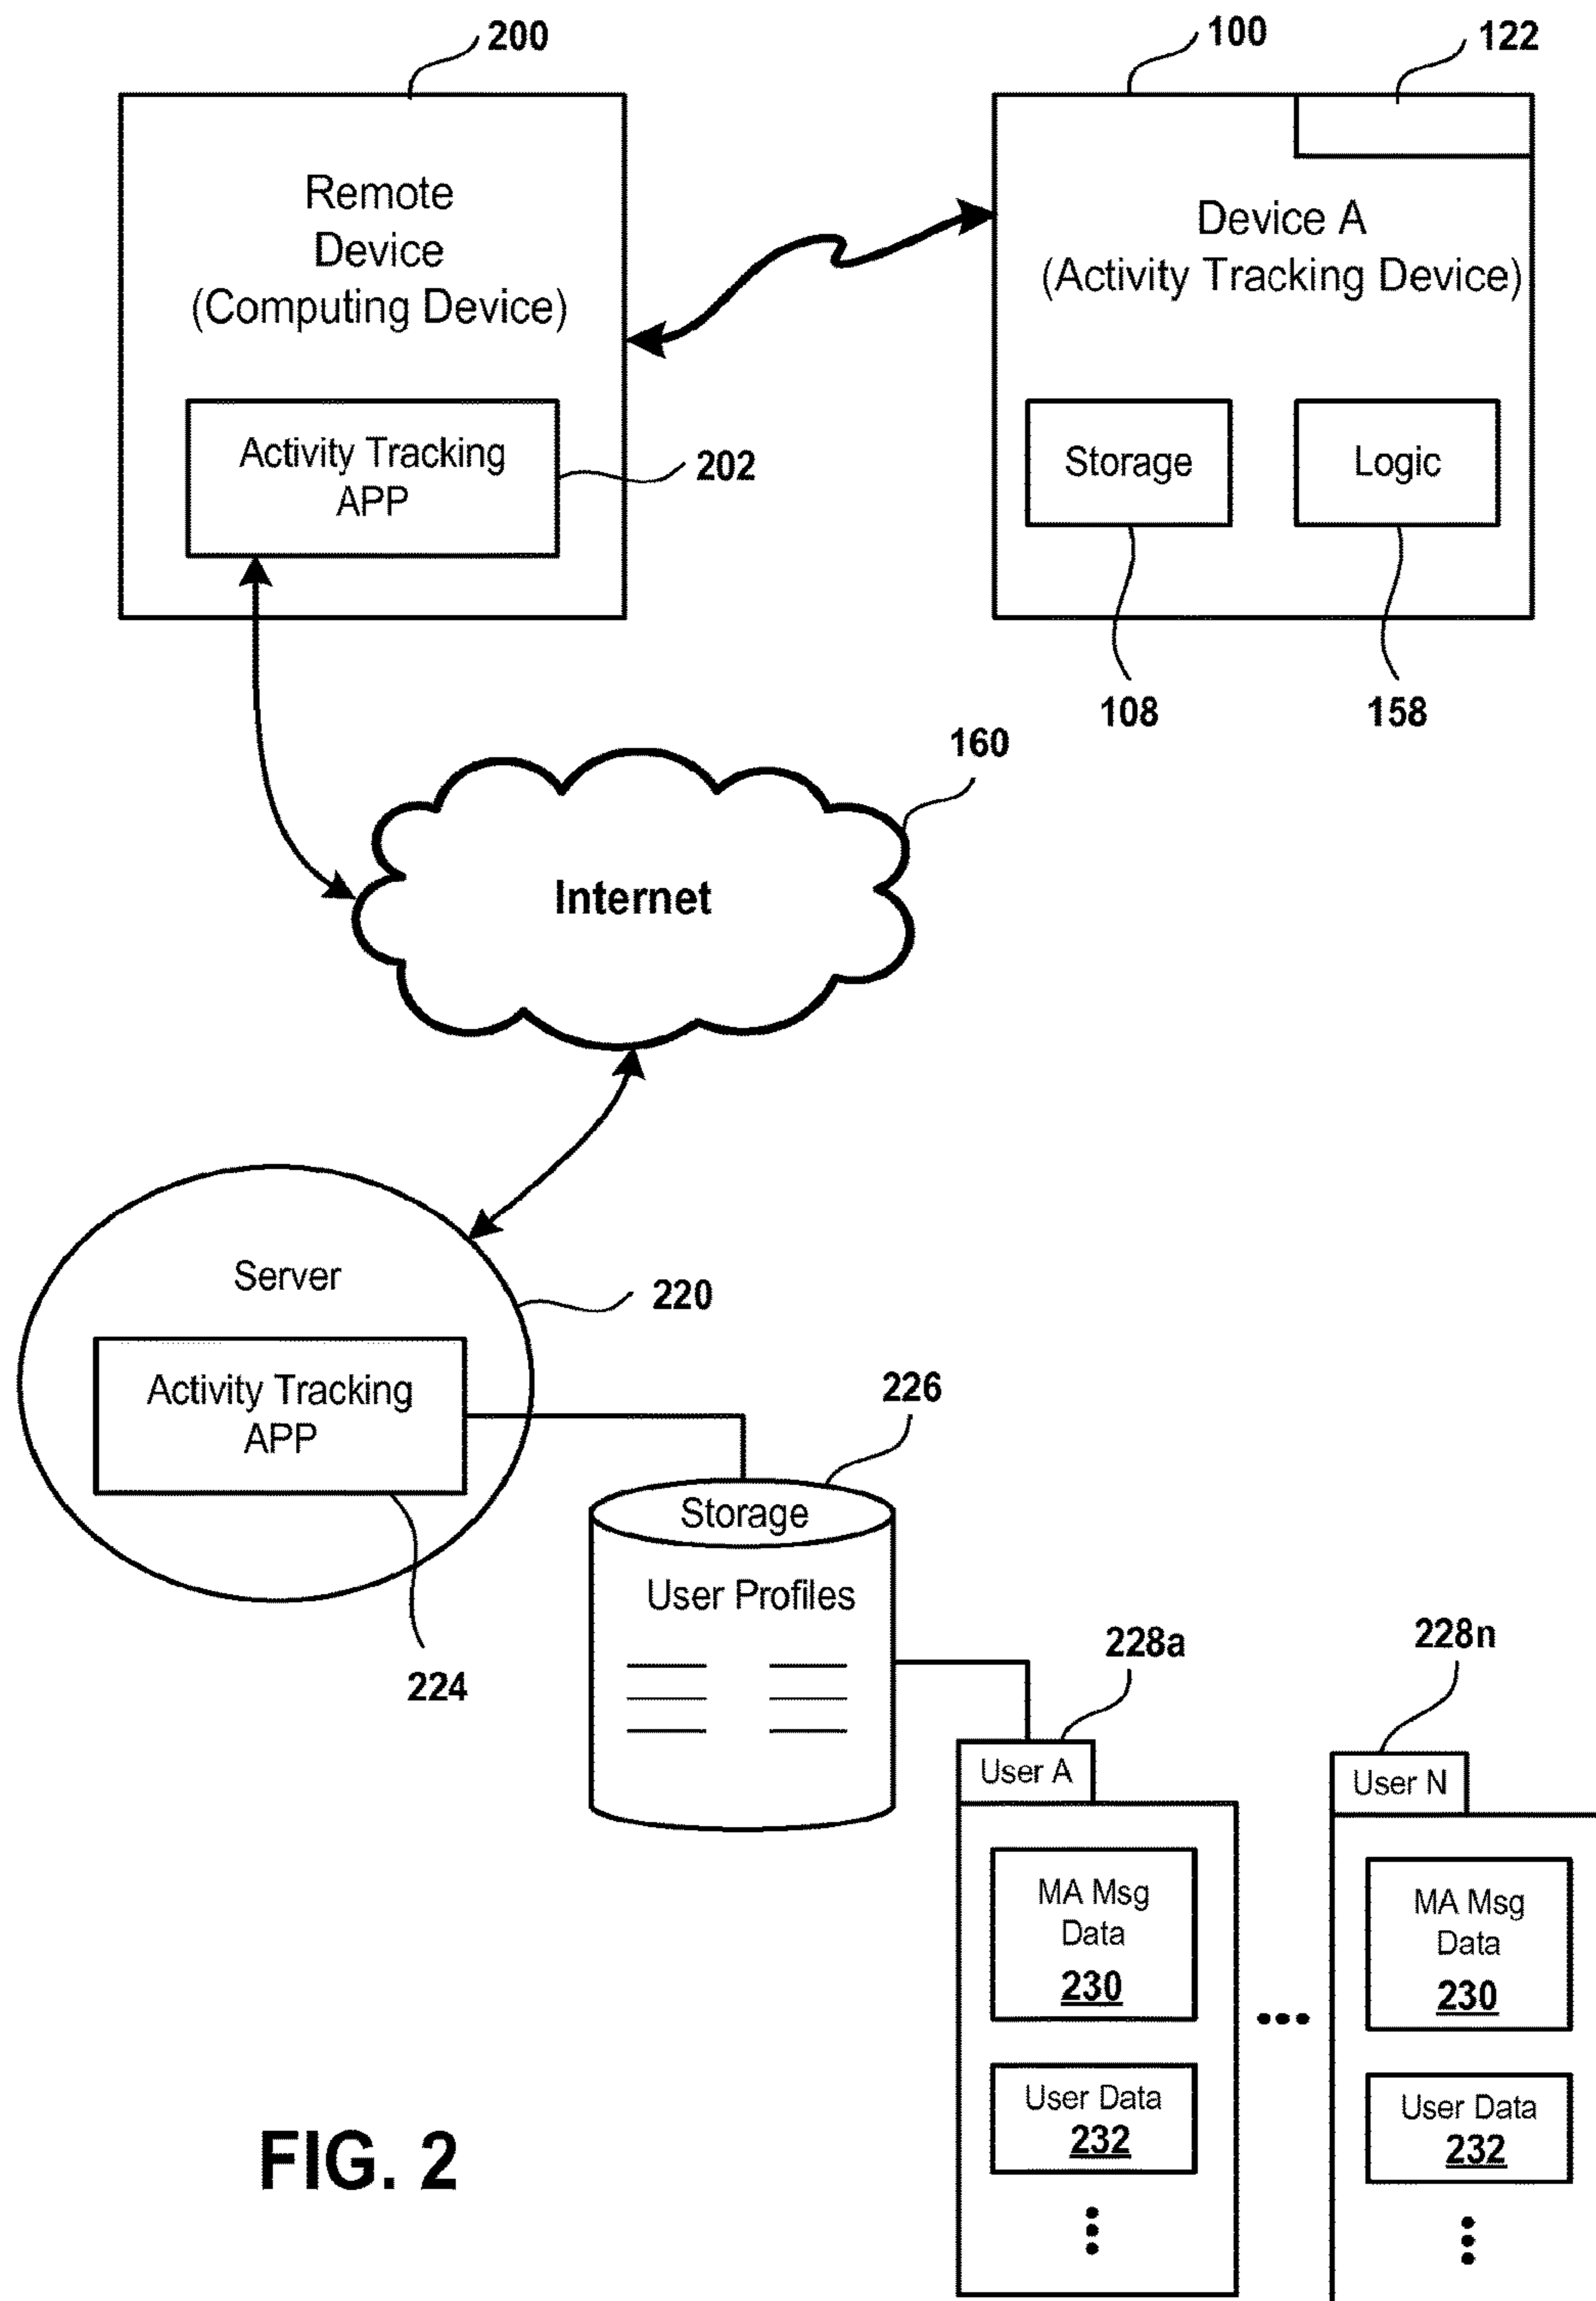 200
100
122
Remote
Device
(Computing Device)
Device A
(Activity Tracking Device)
Activity Tracking
APP
202
Storage
Logic
108
158
160
Internet
Server
220
Activity Tracking
APP
224
226
Storage
User Profiles
228a
228n
User A
User N
MA Msg
Data
230
MA Msg
Data
230
User Data
232
User Data
232
FIG. 2